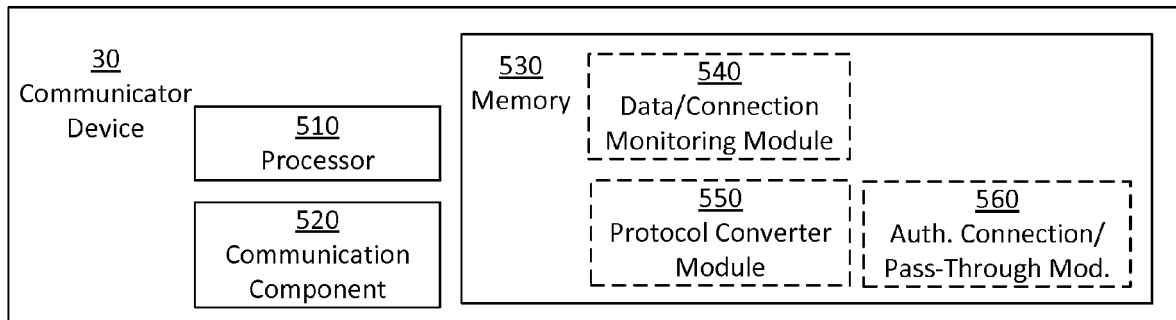 30
Communicator
Device
510
Processor
520
Communication
Component
530
Memory
540
Data/Connection
Monitoring Module
550
Protocol Converter
Module
560
Auth. Connection/
Pass-Through Mod.